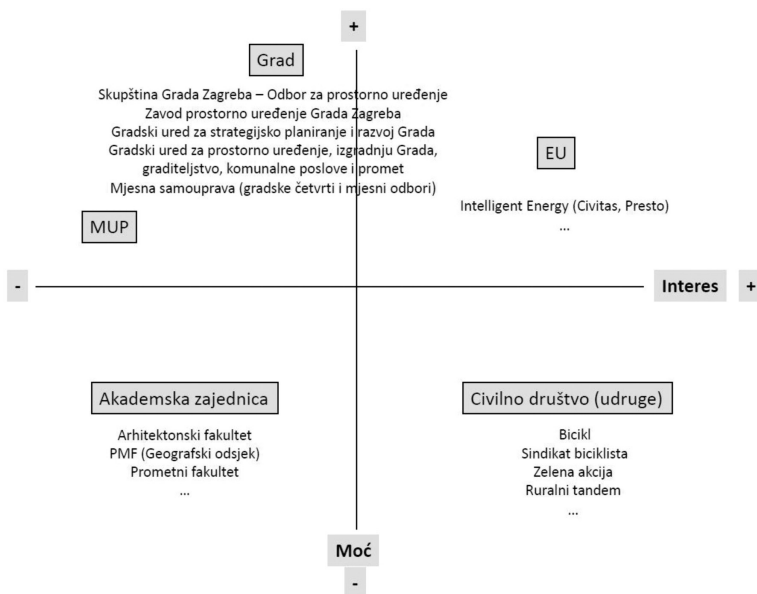 +
Grad
Skupština Grada Zagreba – Odbor za prostorno uređenje
Zavod prostorno uređenje Grada Zagreba
Gradski ured za strategijsko planiranje i razvoj Grada
Gradski ured za prostorno uređenje, izgradnju Grada,
graditeljstvo, komunalne poslove i promet
Mjesna samouprava (gradske četvrti i mjesni odbori)
EU
Intelligent Energy (Civitas, Presto)
...
MUP
-
Interes
+
Akademska zajednica
Arhitektonski fakultet
PMF (Geografski odsjek)
Prometni fakultet
...
Civilno društvo (udruge)
Bicikl
Sindikat biciklista
Zelena akcija
Ruralni tandem
...
Moć
-